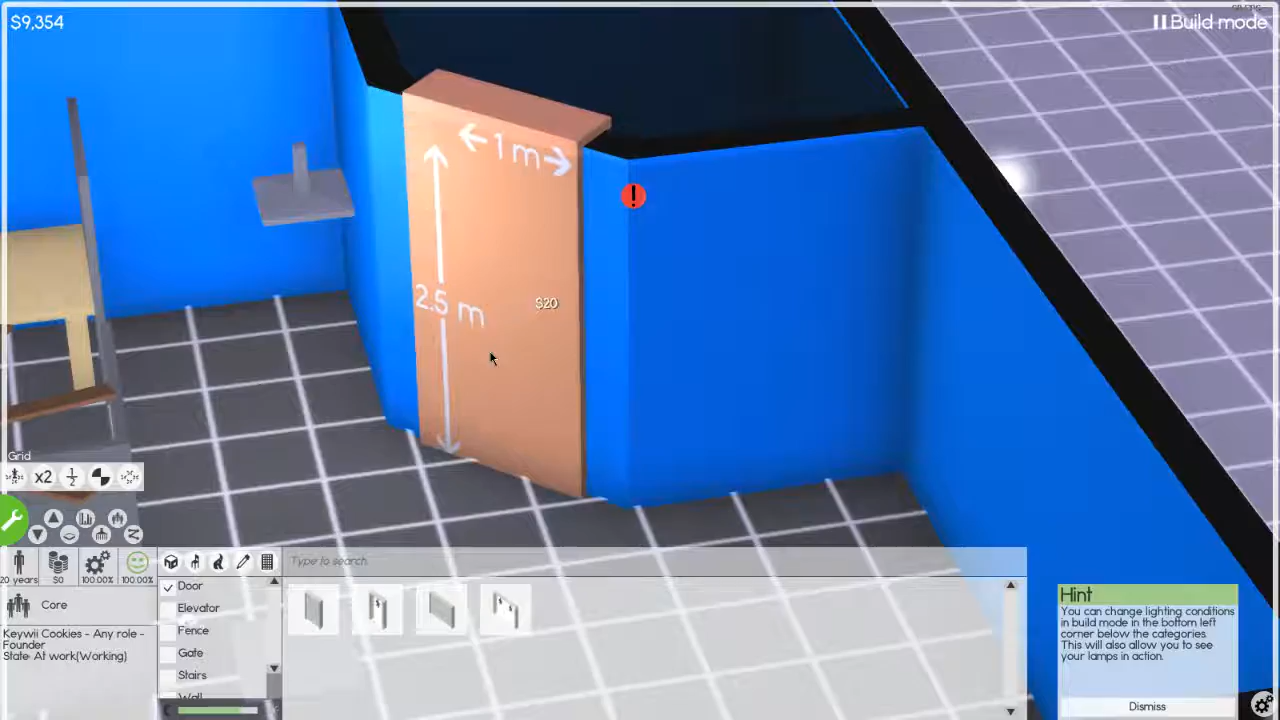 $9,354
Build mode
1 m
2.5 m
$20
Grid
x2
1/2
20 years
$0
100.00%
100.00%
Core
Keywii Cookies - Any role -
Founder
State: At work(Working)
Door
Elevator
Fence
Gate
Stairs
Wall
Type to search.
Hint
You can change lighting conditions
in build mode in the bottom left
corner below the categories.
This will also allow you to see
your lamps in action.
Dismiss